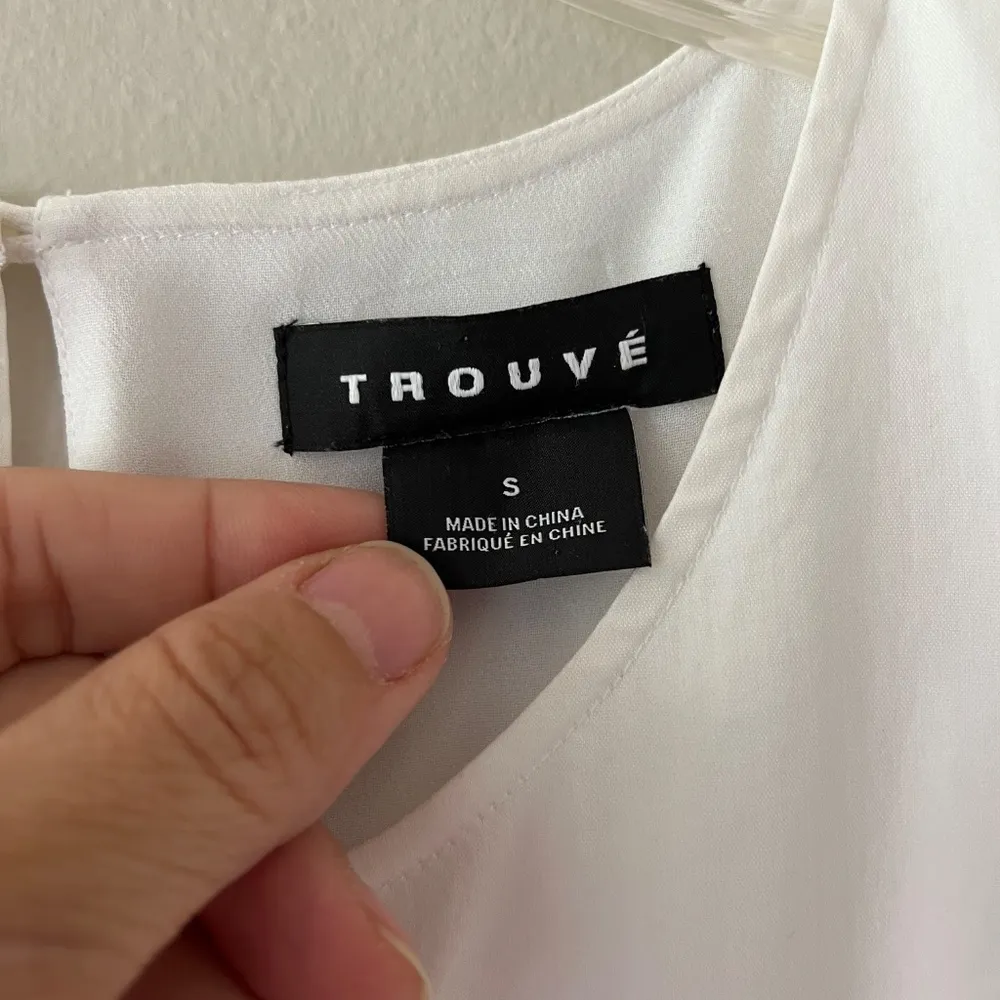 TROUVÉ
S
MADE IN CHINA
FABRIQUÉ EN CHINE